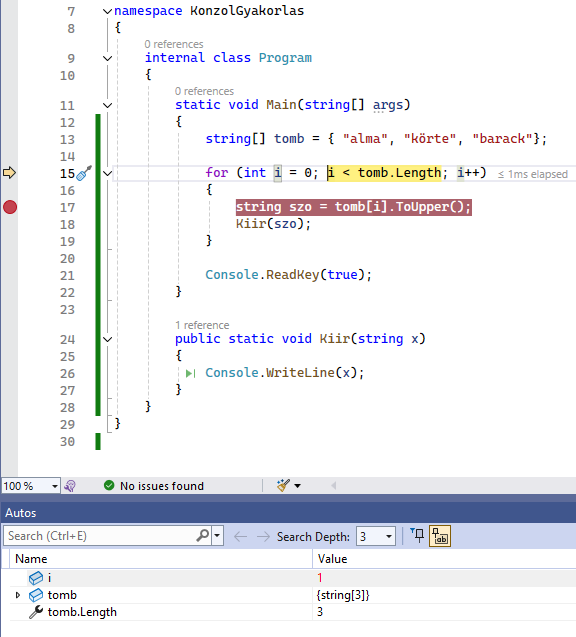 7 namespace KonzolGyakorlas
8 {
0 references
9 internal class Program
10 {
0 references
11 static void Main(string[] args)
12 {
13 string[] tomb = { "alma", "körte", "barack"};
14
15 for (int i = 0; i < tomb.Length; i++) ≤ 1ms elapsed
16 {
17 string szo = tomb[i].ToUpper();
18 Kiir(szo);
19 }
20
21 Console.ReadKey(true);
22 }
23
1 reference
24 public static void Kiir(string x)
25 {
26 Console.WriteLine(x);
27 }
28 }
29 }
30
100 % No issues found
Autos
Search (Ctrl+E) Search Depth: 3
Name Value
i 1
tomb {string[3]}
tomb.Length 3